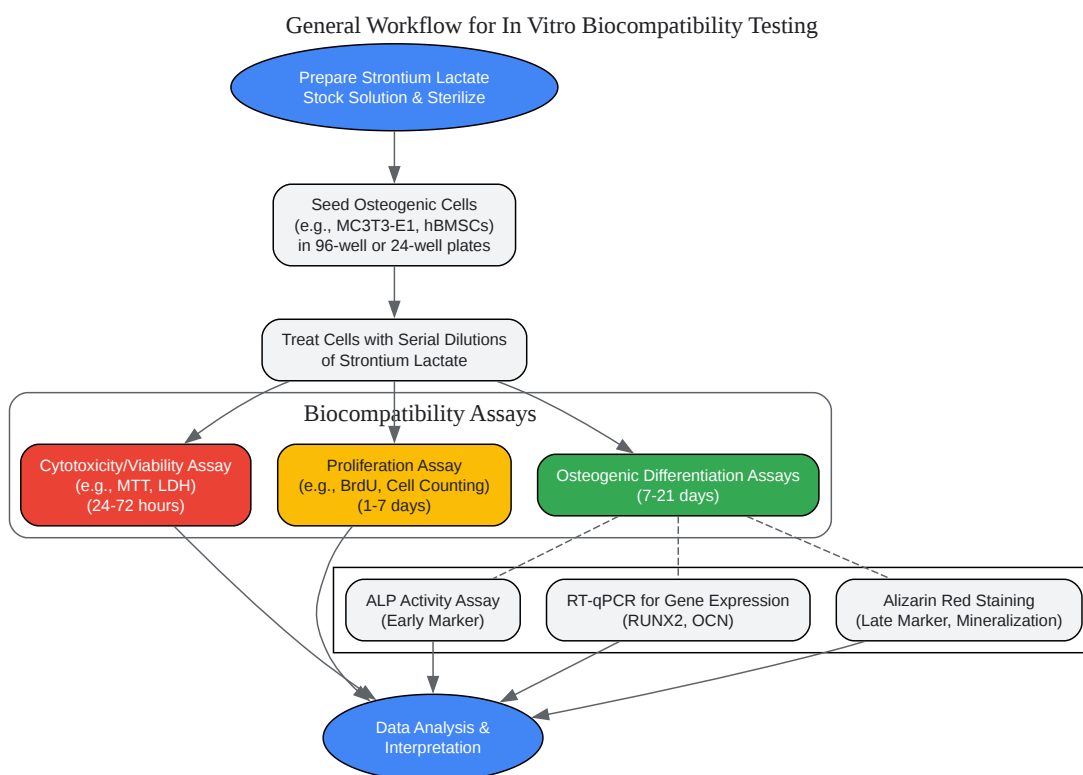 General Workflow for In Vitro Biocompatibility Testing
Prepare Strontium Lactate
Stock Solution & Sterilize
Seed Osteogenic Cells
(e.g., MC3T3-E1, hBMSCs)
in 96-well or 24-well plates
Treat Cells with Serial Dilutions
of Strontium Lactate
Biocompatibility Assays
Cytotoxicity/Viability Assay
(e.g., MTT, LDH)
(24-72 hours)
Proliferation Assay
(e.g., BrdU, Cell Counting)
(1-7 days)
Osteogenic Differentiation Assays
(7-21 days)
ALP Activity Assay
(Early Marker)
RT-qPCR for Gene Expression
(RUNX2, OCN)
Alizarin Red Staining
(Late Marker, Mineralization)
Data Analysis &
Interpretation